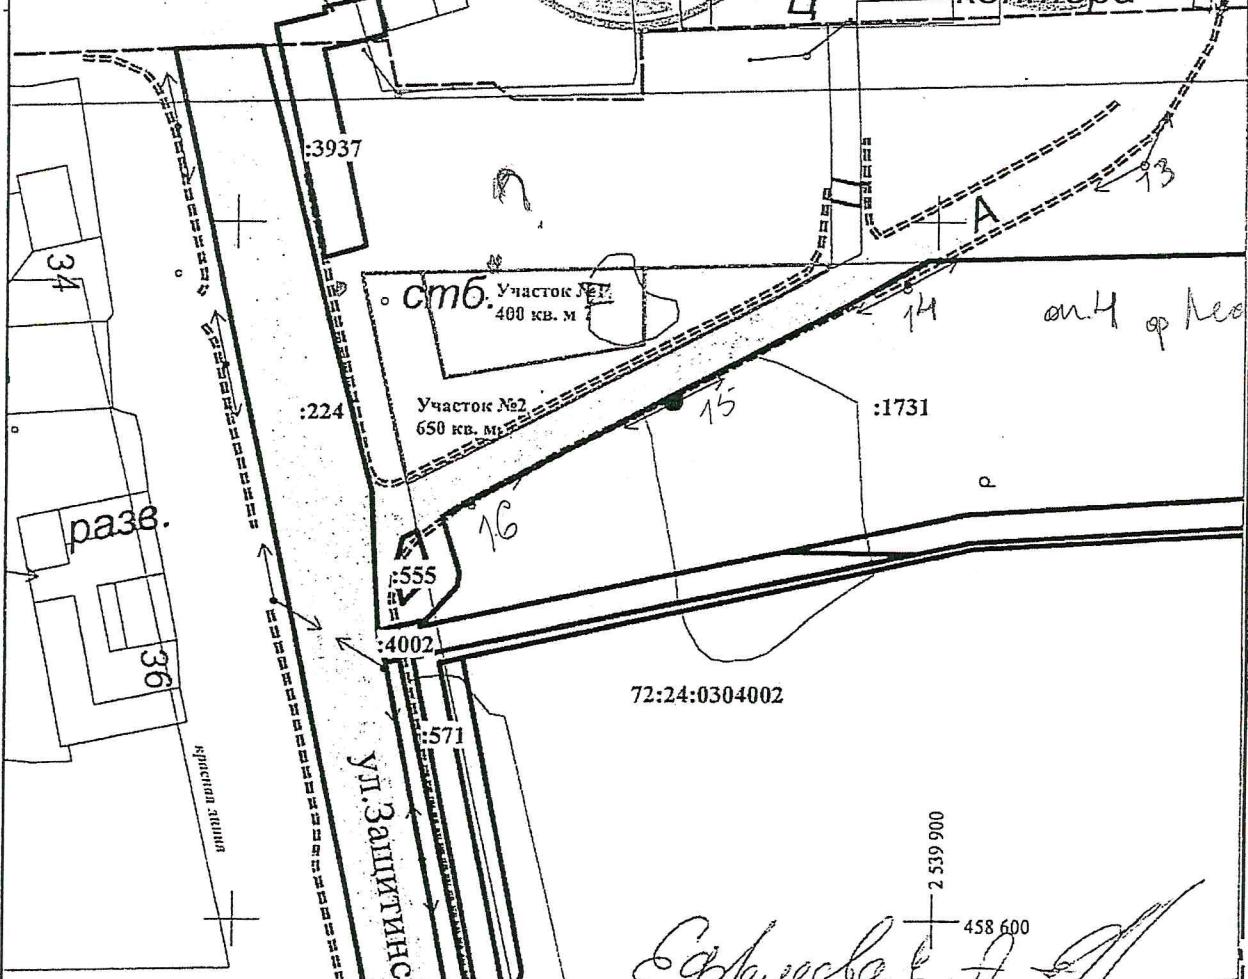 :3937
34
стб.
Участок №1
400 кв. м
А
13
14
оп.4
15
:224
Участок №2
650 кв. м
:1731
16
разв.
:555
:4002
36
72:24:0304002
:571
красная линия
ул.Защитинс
2 539 900
458 600